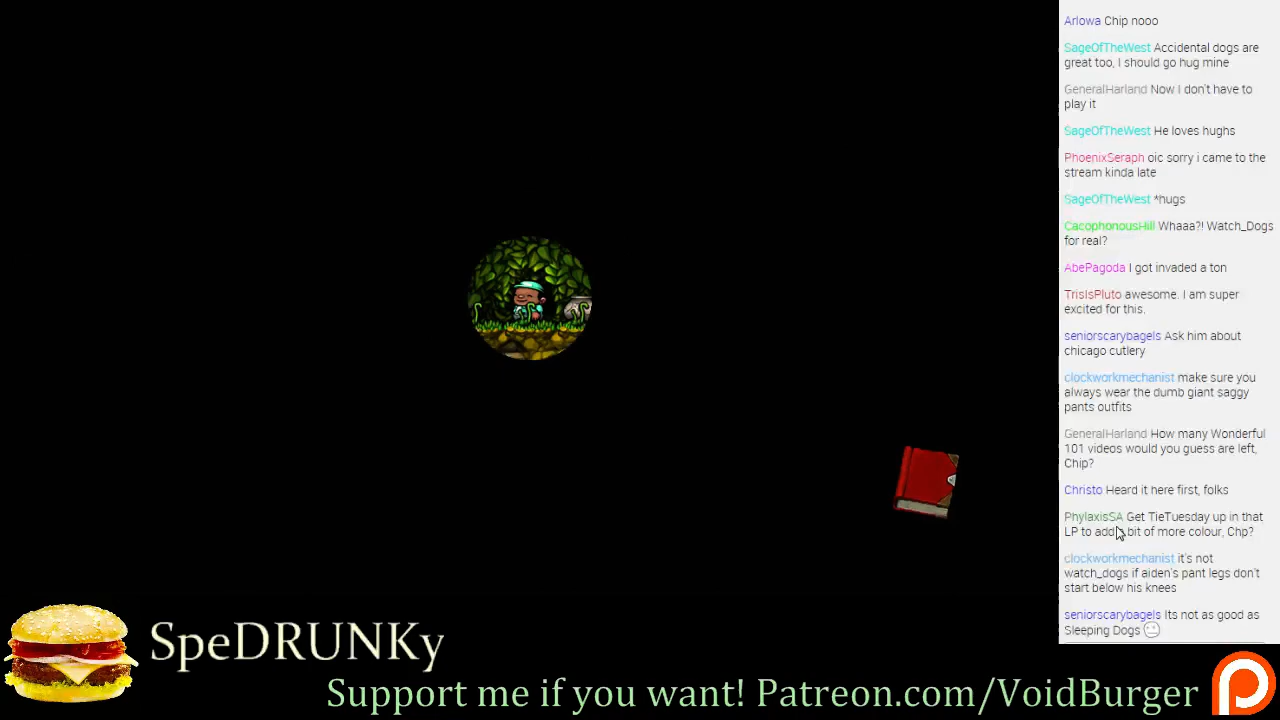 Arlowa Chip nooo
SageOfTheWest Accidental dogs are
great too, I should go hug mine
GeneralHarland Now I don't have to
play it
SageOfTheWest He loves hughs
PhoenixSeraph oic sorry i came to the
stream kinda late
SageOfTheWest *hugs
CacophonousHill Whaaa?! Watch_Dogs
for real?
AbePagoda I got invaded a ton
TrisIsPluto awesome. I am super
excited for this.
seniorscarybagels Ask him about
chicago cutlery
clockworkmechanist make sure you
always wear the dumb giant saggy
pants outfits
GeneralHarland How many Wonderful
101 videos would you guess are left,
Chip?
Christo Heard it here first, folks
PhylaxisSA Get TieTuesday up in that
LP to add a bit of more colour, Chp?
clockworkmechanist it's not
watch_dogs if aiden's pant legs don't
start below his knees
seniorscarybagels Its not as good as
Sleeping Dogs
SpeDRUNKy
Support me if you want! Patreon.com/VoidBurger